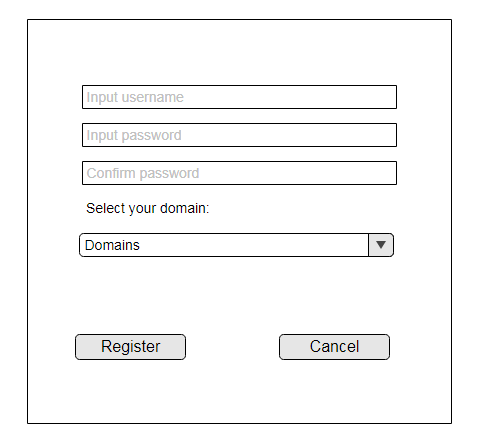 Input username
Input password
Confirm password
Select your domain:
Domains
Register
Cancel